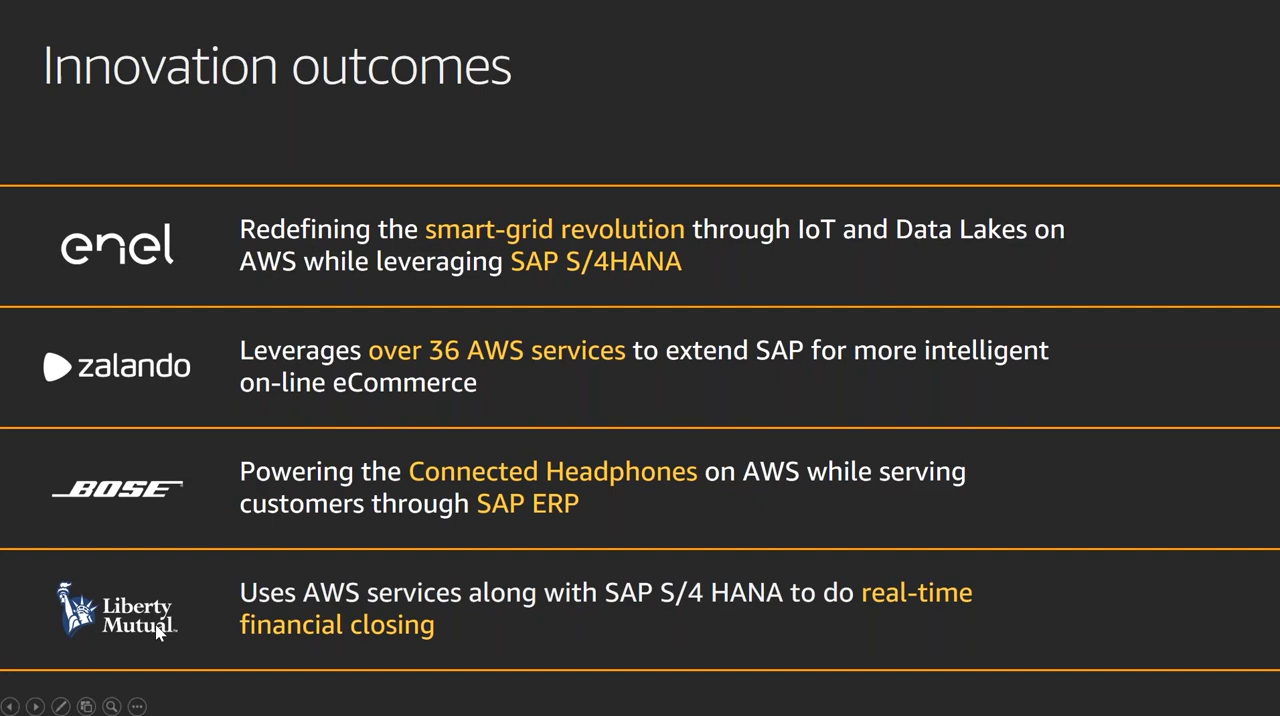 Innovation outcomes
enel
Redefining the smart-grid revolution through IoT and Data Lakes on
AWS while leveraging SAP S/4HANA
zalando
Leverages over 36 AWS services to extend SAP for more intelligent
on-line eCommerce
BOSE
Powering the Connected Headphones on AWS while serving
customers through SAP ERP
Liberty
Mutual
Uses AWS services along with SAP S/4 HANA to do real-time
financial closing